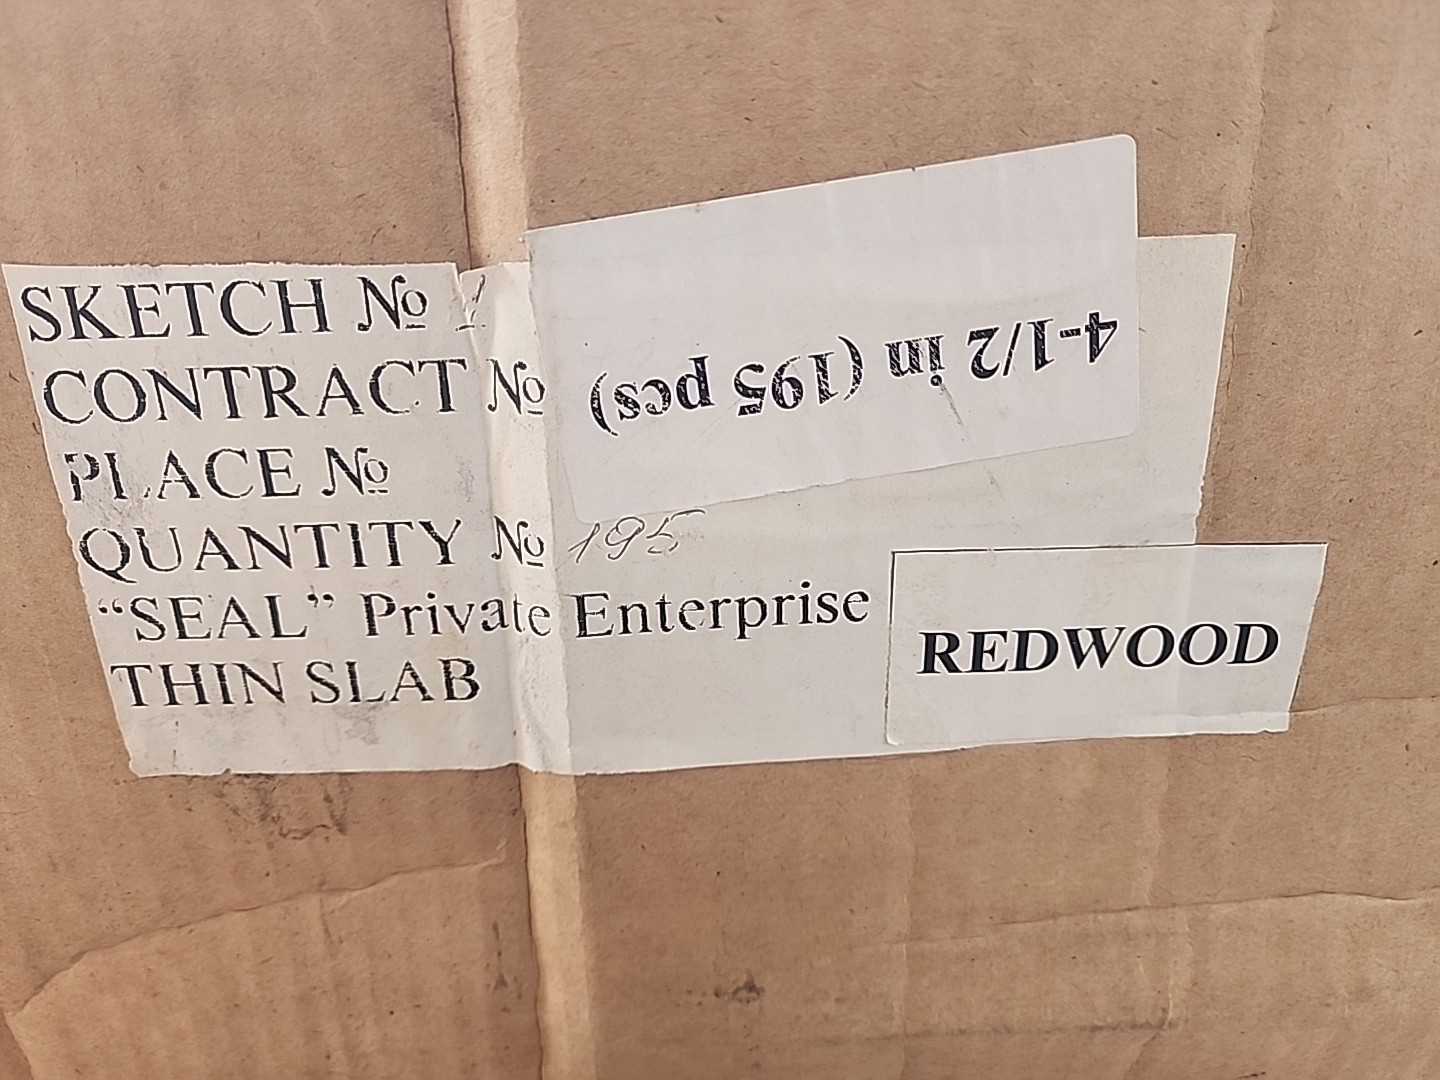 SKETCH № 1
CONTRACT №
PLACE №
QUANTITY № 195
“SEAL” Private Enterprise
THIN SLAB
4-1/2 in (195 pcs)
REDWOOD